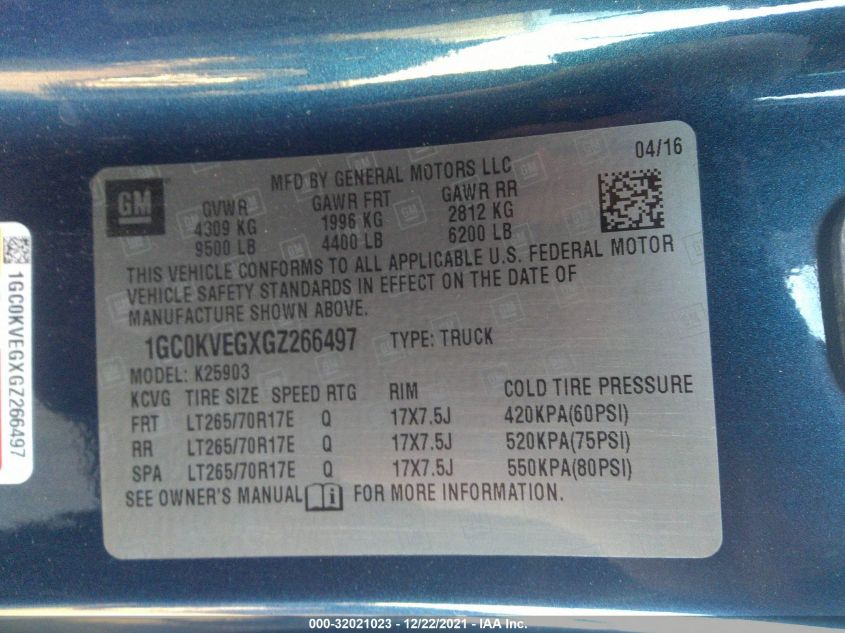 04/16
MFD BY GENERAL MOTORS LLC
GM
GVWR GAWR FRT GAWR RR
4309 KG 1996 KG 2812 KG
9500 LB 4400 LB 6200 LB
THIS VEHICLE CONFORMS TO ALL APPLICABLE U.S. FEDERAL MOTOR
VEHICLE SAFETY STANDARDS IN EFFECT ON THE DATE OF
MANUFACTURE SHOWN ABOVE.
1GC0KVEGXGZ266497 TYPE: TRUCK
MODEL: K25903
KCVG TIRE SIZE SPEED RTG RIM COLD TIRE PRESSURE
FRT LT265/70R17E Q 17X7.5J 420KPA(60PSI)
RR LT265/70R17E Q 17X7.5J 520KPA(75PSI)
SPA LT265/70R17E Q 17X7.5J 550KPA(80PSI)
SEE OWNER'S MANUAL FOR MORE INFORMATION.
1GC0KVEGXGZ266497
000-32021023 - 12/22/2021 - IAA Inc.